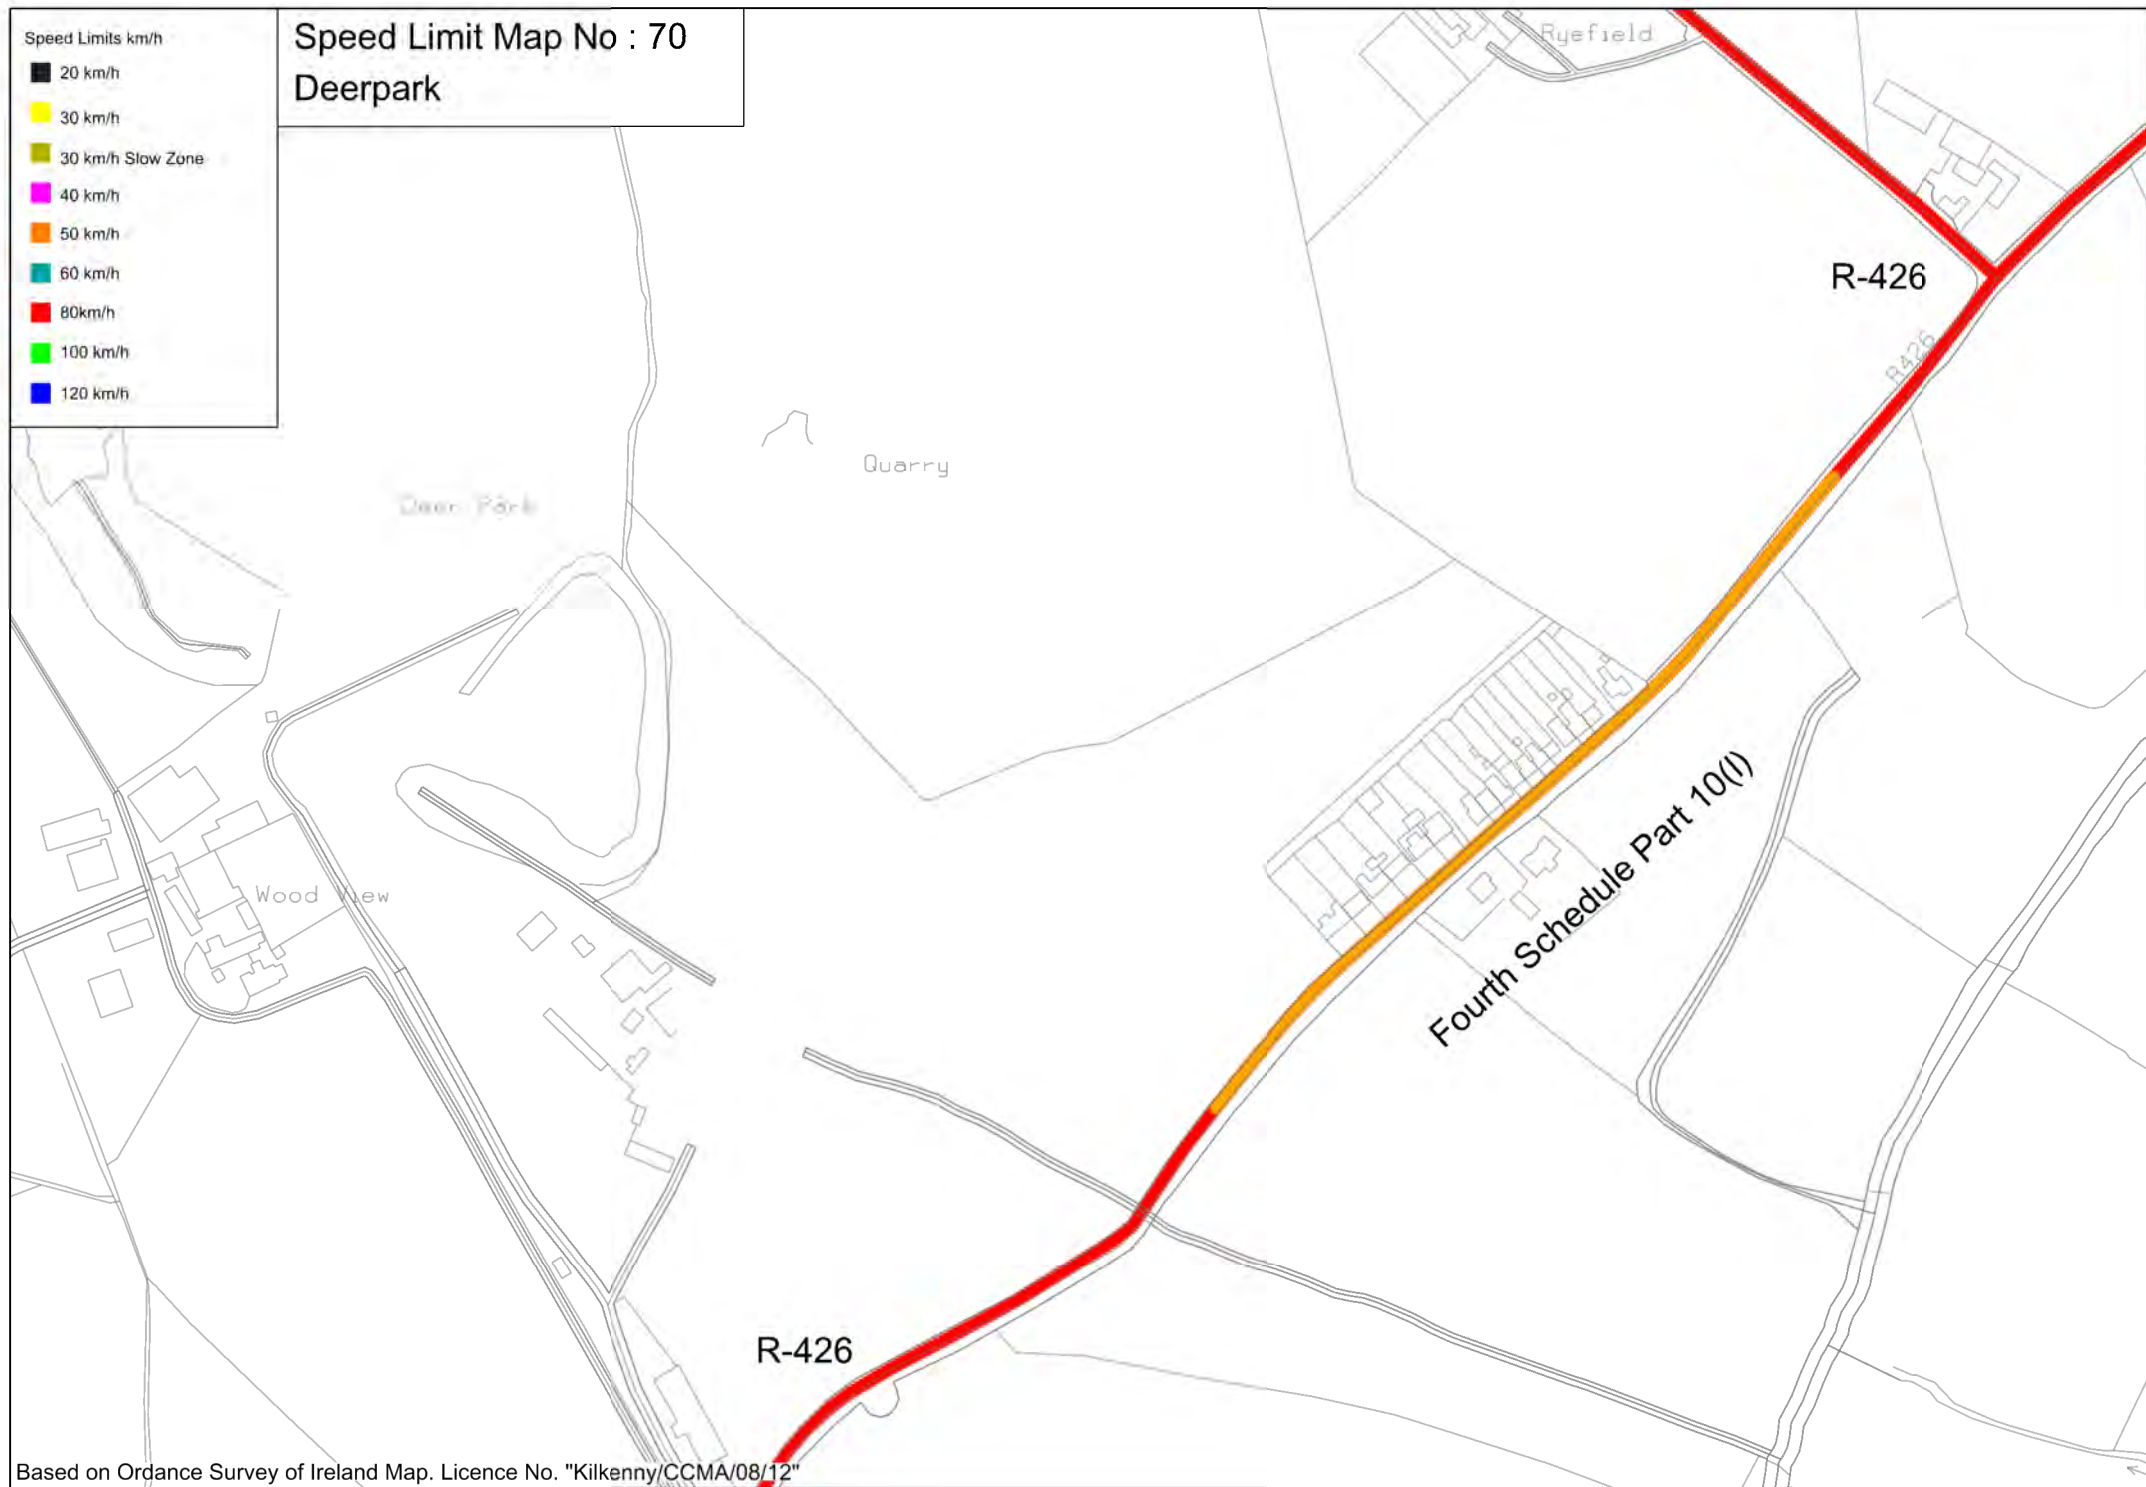 Speed Limits km/h
20 km/h
30 km/h
30 km/h Slow Zone
40 km/h
50 km/h
60 km/h
80km/h
100 km/h
120 km/h
Speed Limit Map No : 70
Deerpark
Ryefield
R-426
R426
Quarry
Deer Park
Fourth Schedule Part 10(l)
Wood View
R-426
Based on Ordance Survey of Ireland Map. Licence No. "Kilkenny/CCMA/08/12"